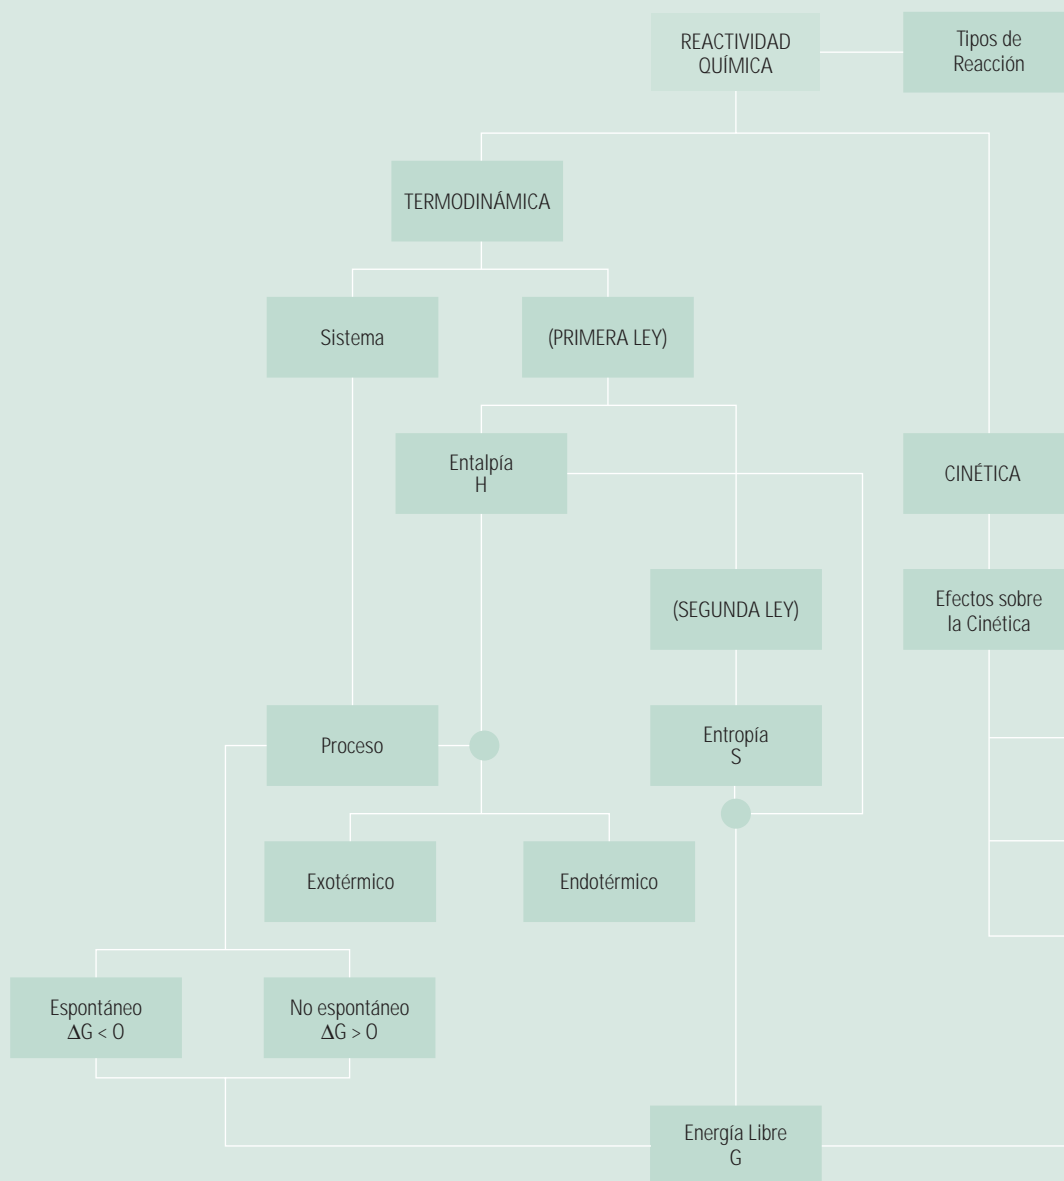 REACTIVIDAD
QUÍMICA
Tipos de
Reacción
TERMODINÁMICA
Sistema
(PRIMERA LEY)
Entalpía
H
CINÉTICA
(SEGUNDA LEY)
Efectos sobre
la Cinética
Proceso
Entropía
S
Exotérmico
Endotérmico
Espontáneo
ΔG < 0
No espontáneo
ΔG > 0
Energía Libre
G